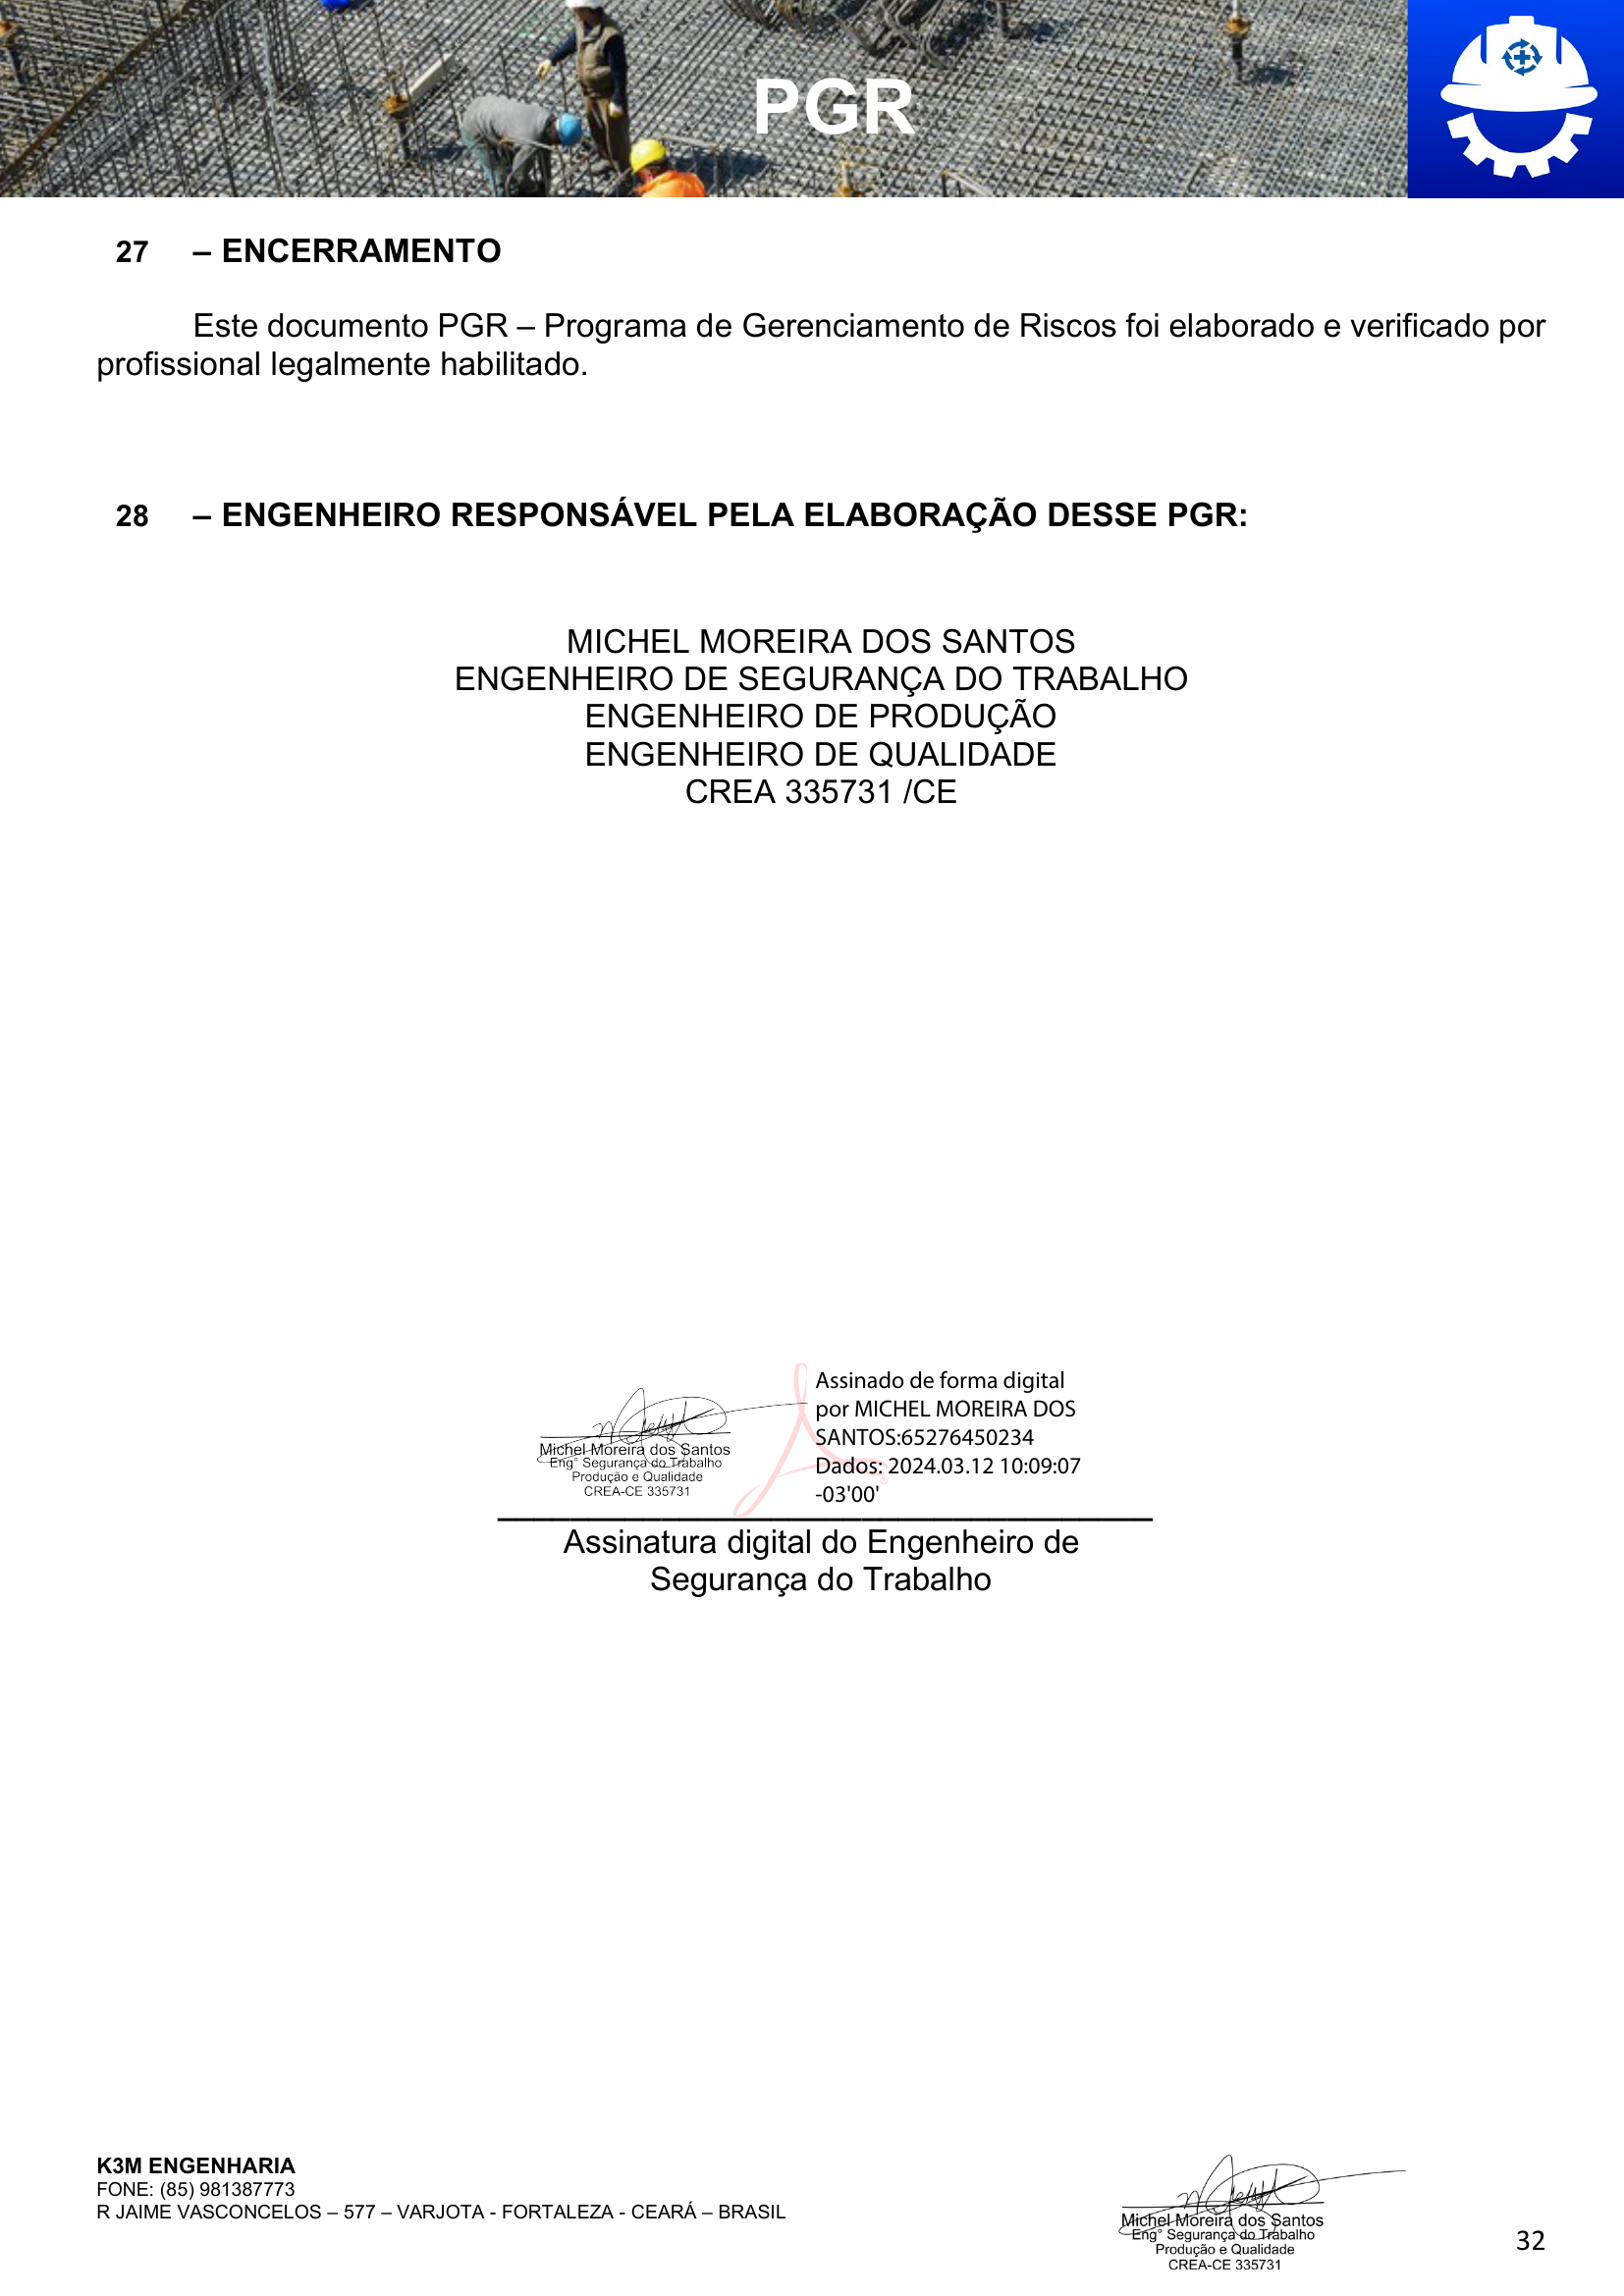 PGR
27 – ENCERRAMENTO
Este documento PGR – Programa de Gerenciamento de Riscos foi elaborado e verificado por
profissional legalmente habilitado.
28 – ENGENHEIRO RESPONSÁVEL PELA ELABORAÇÃO DESSE PGR:
MICHEL MOREIRA DOS SANTOS
ENGENHEIRO DE SEGURANÇA DO TRABALHO
ENGENHEIRO DE PRODUÇÃO
ENGENHEIRO DE QUALIDADE
CREA 335731 /CE
Michel Moreira dos Santos
Eng° Segurança do Trabalho
Produção e Qualidade
CREA-CE 335731
Assinado de forma digital
por MICHEL MOREIRA DOS
SANTOS:65276450234
Dados: 2024.03.12 10:09:07
-03'00'
Assinatura digital do Engenheiro de
Segurança do Trabalho
K3M ENGENHARIA
FONE: (85) 981387773
R JAIME VASCONCELOS – 577 – VARJOTA - FORTALEZA - CEARÁ – BRASIL
Michel Moreira dos Santos
Eng° Segurança do Trabalho
Produção e Qualidade
CREA-CE 335731
32